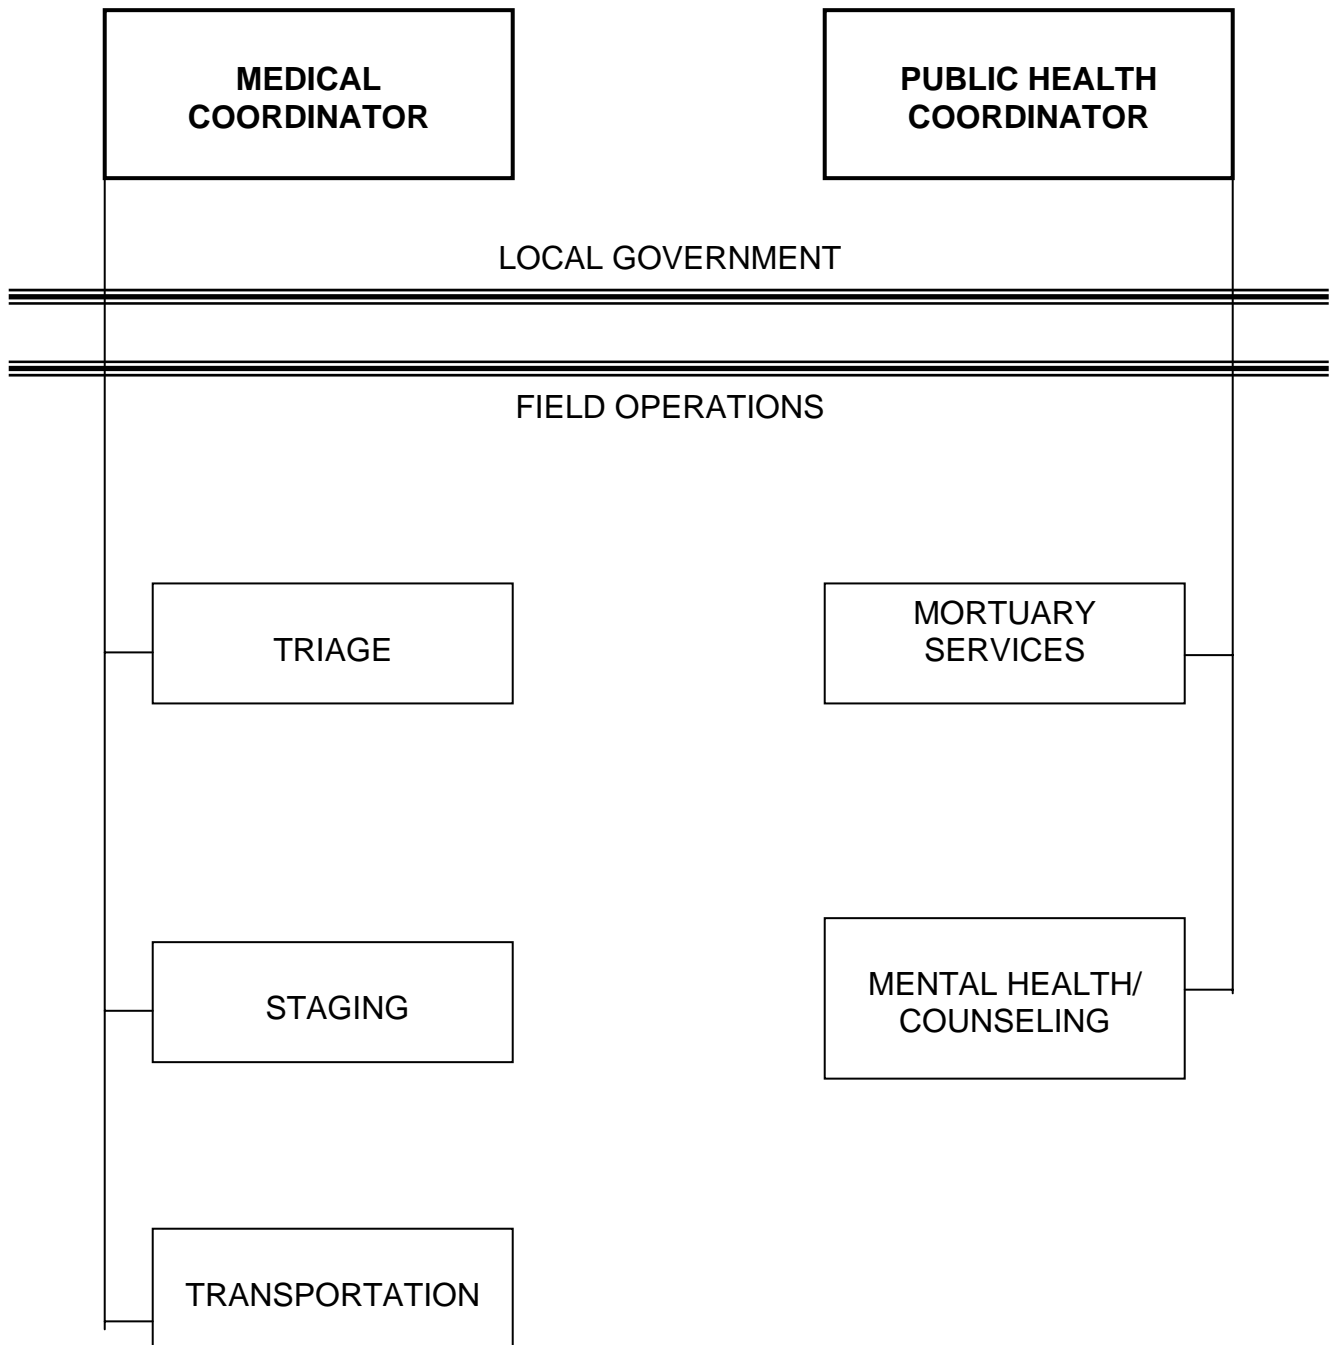 MEDICAL
COORDINATOR
PUBLIC HEALTH
COORDINATOR
LOCAL GOVERNMENT
FIELD OPERATIONS
TRIAGE
MORTUARY
SERVICES
STAGING
MENTAL HEALTH/
COUNSELING
TRANSPORTATION